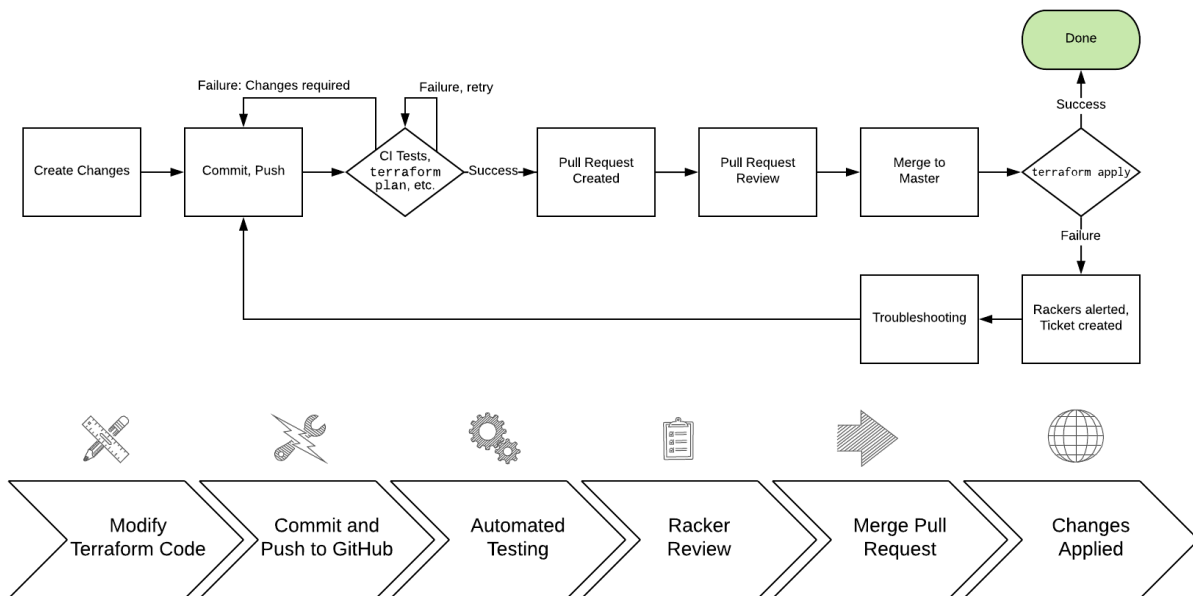 Done
Failure: Changes required
Failure, retry
Success
Create Changes
Commit, Push
CI Tests,
terraform
plan, etc.
Success
Pull Request
Created
Pull Request
Review
Merge to
Master
terraform apply
Failure
Troubleshooting
Rackers alerted,
Ticket created
Modify
Terraform Code
Commit and
Push to GitHub
Automated
Testing
Racker
Review
Merge Pull
Request
Changes
Applied